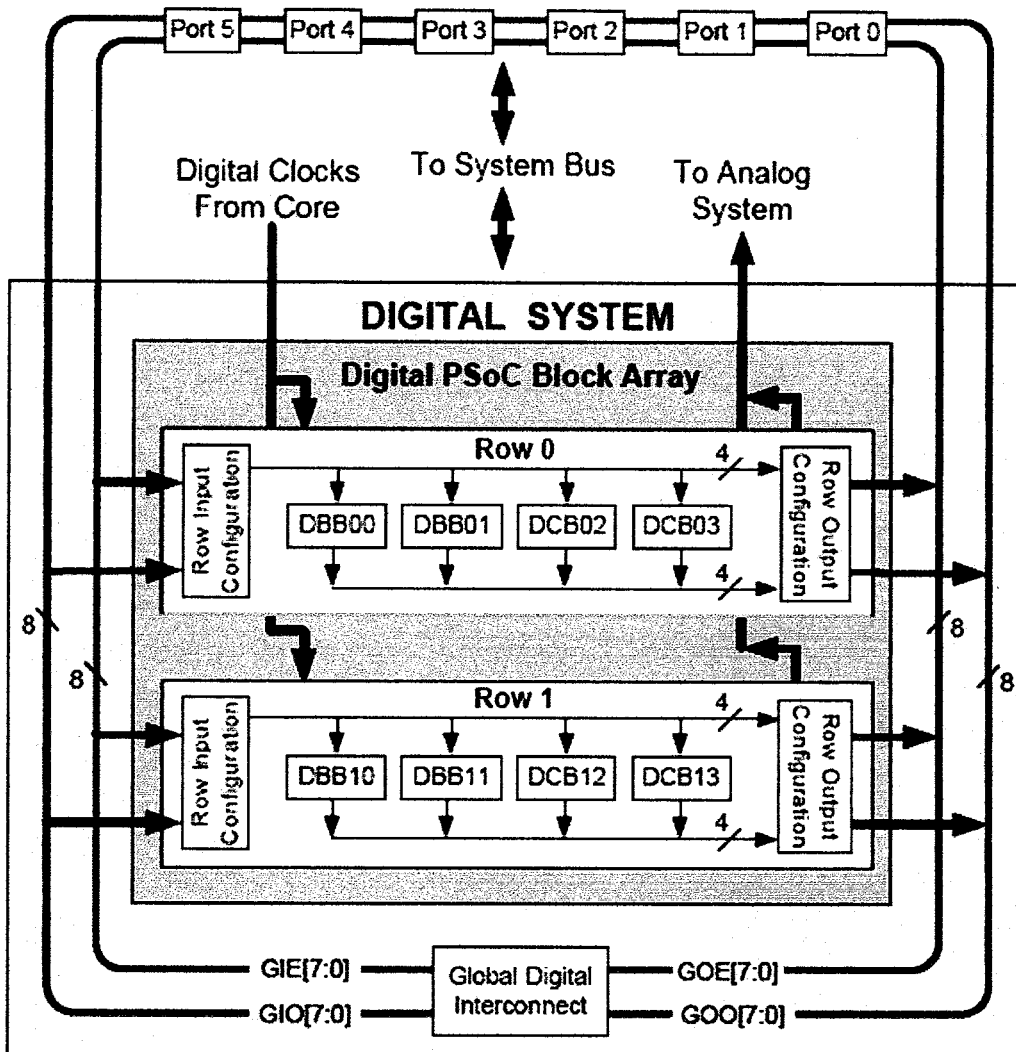 Port 5 Port 4 Port 3 Port 2 Port 1 Port 0
Digital Clocks
From Core
To System Bus
To Analog
System
DIGITAL SYSTEM
Digital PSoC Block Array
Row 0
4
Row Input
Configuration
DBB00 DBB01 DCB02 DCB03
4
Row Output
Configuration
8
8
8
8
Row 1
4
Row Input
Configuration
DBB10 DBB11 DCB12 DCB13
4
Row Output
Configuration
GIE[7:0]
GIO[7:0]
Global Digital
Interconnect
GOE[7:0]
GOO[7:0]